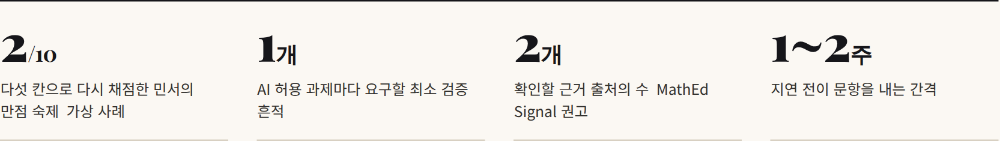 2/10
다섯 칸으로 다시 채점한 민서의
만점 숙제 가상 사례
1개
AI 허용 과제마다 요구할 최소 검증
흔적
2개
확인할 근거 출처의 수 MathEd
Signal 권고
1~2주
지연 전이 문항을 내는 간격